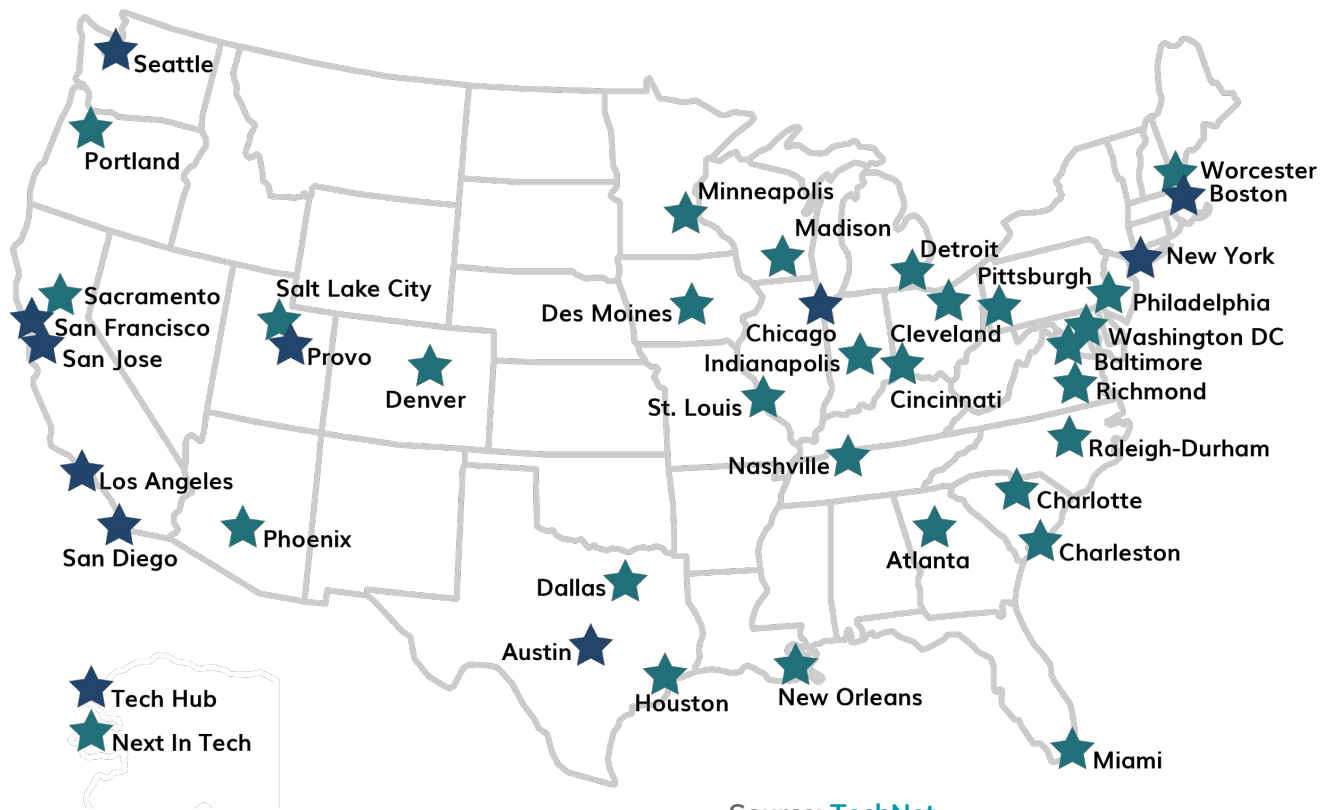 Seattle
Portland
Worcester
Boston
Minneapolis
Madison
Detroit
New York
Pittsburgh
Salt Lake City
Sacramento
Philadelphia
Des Moines
San Francisco
Chicago
Cleveland
Washington DC
San Jose
Provo
Indianapolis
Baltimore
Denver
Cincinnati
Richmond
St. Louis
Raleigh-Durham
Nashville
Los Angeles
Charlotte
Phoenix
San Diego
Atlanta
Charleston
Dallas
Austin
Houston
New Orleans
Tech Hub
Next In Tech
Miami
Source: TechNet